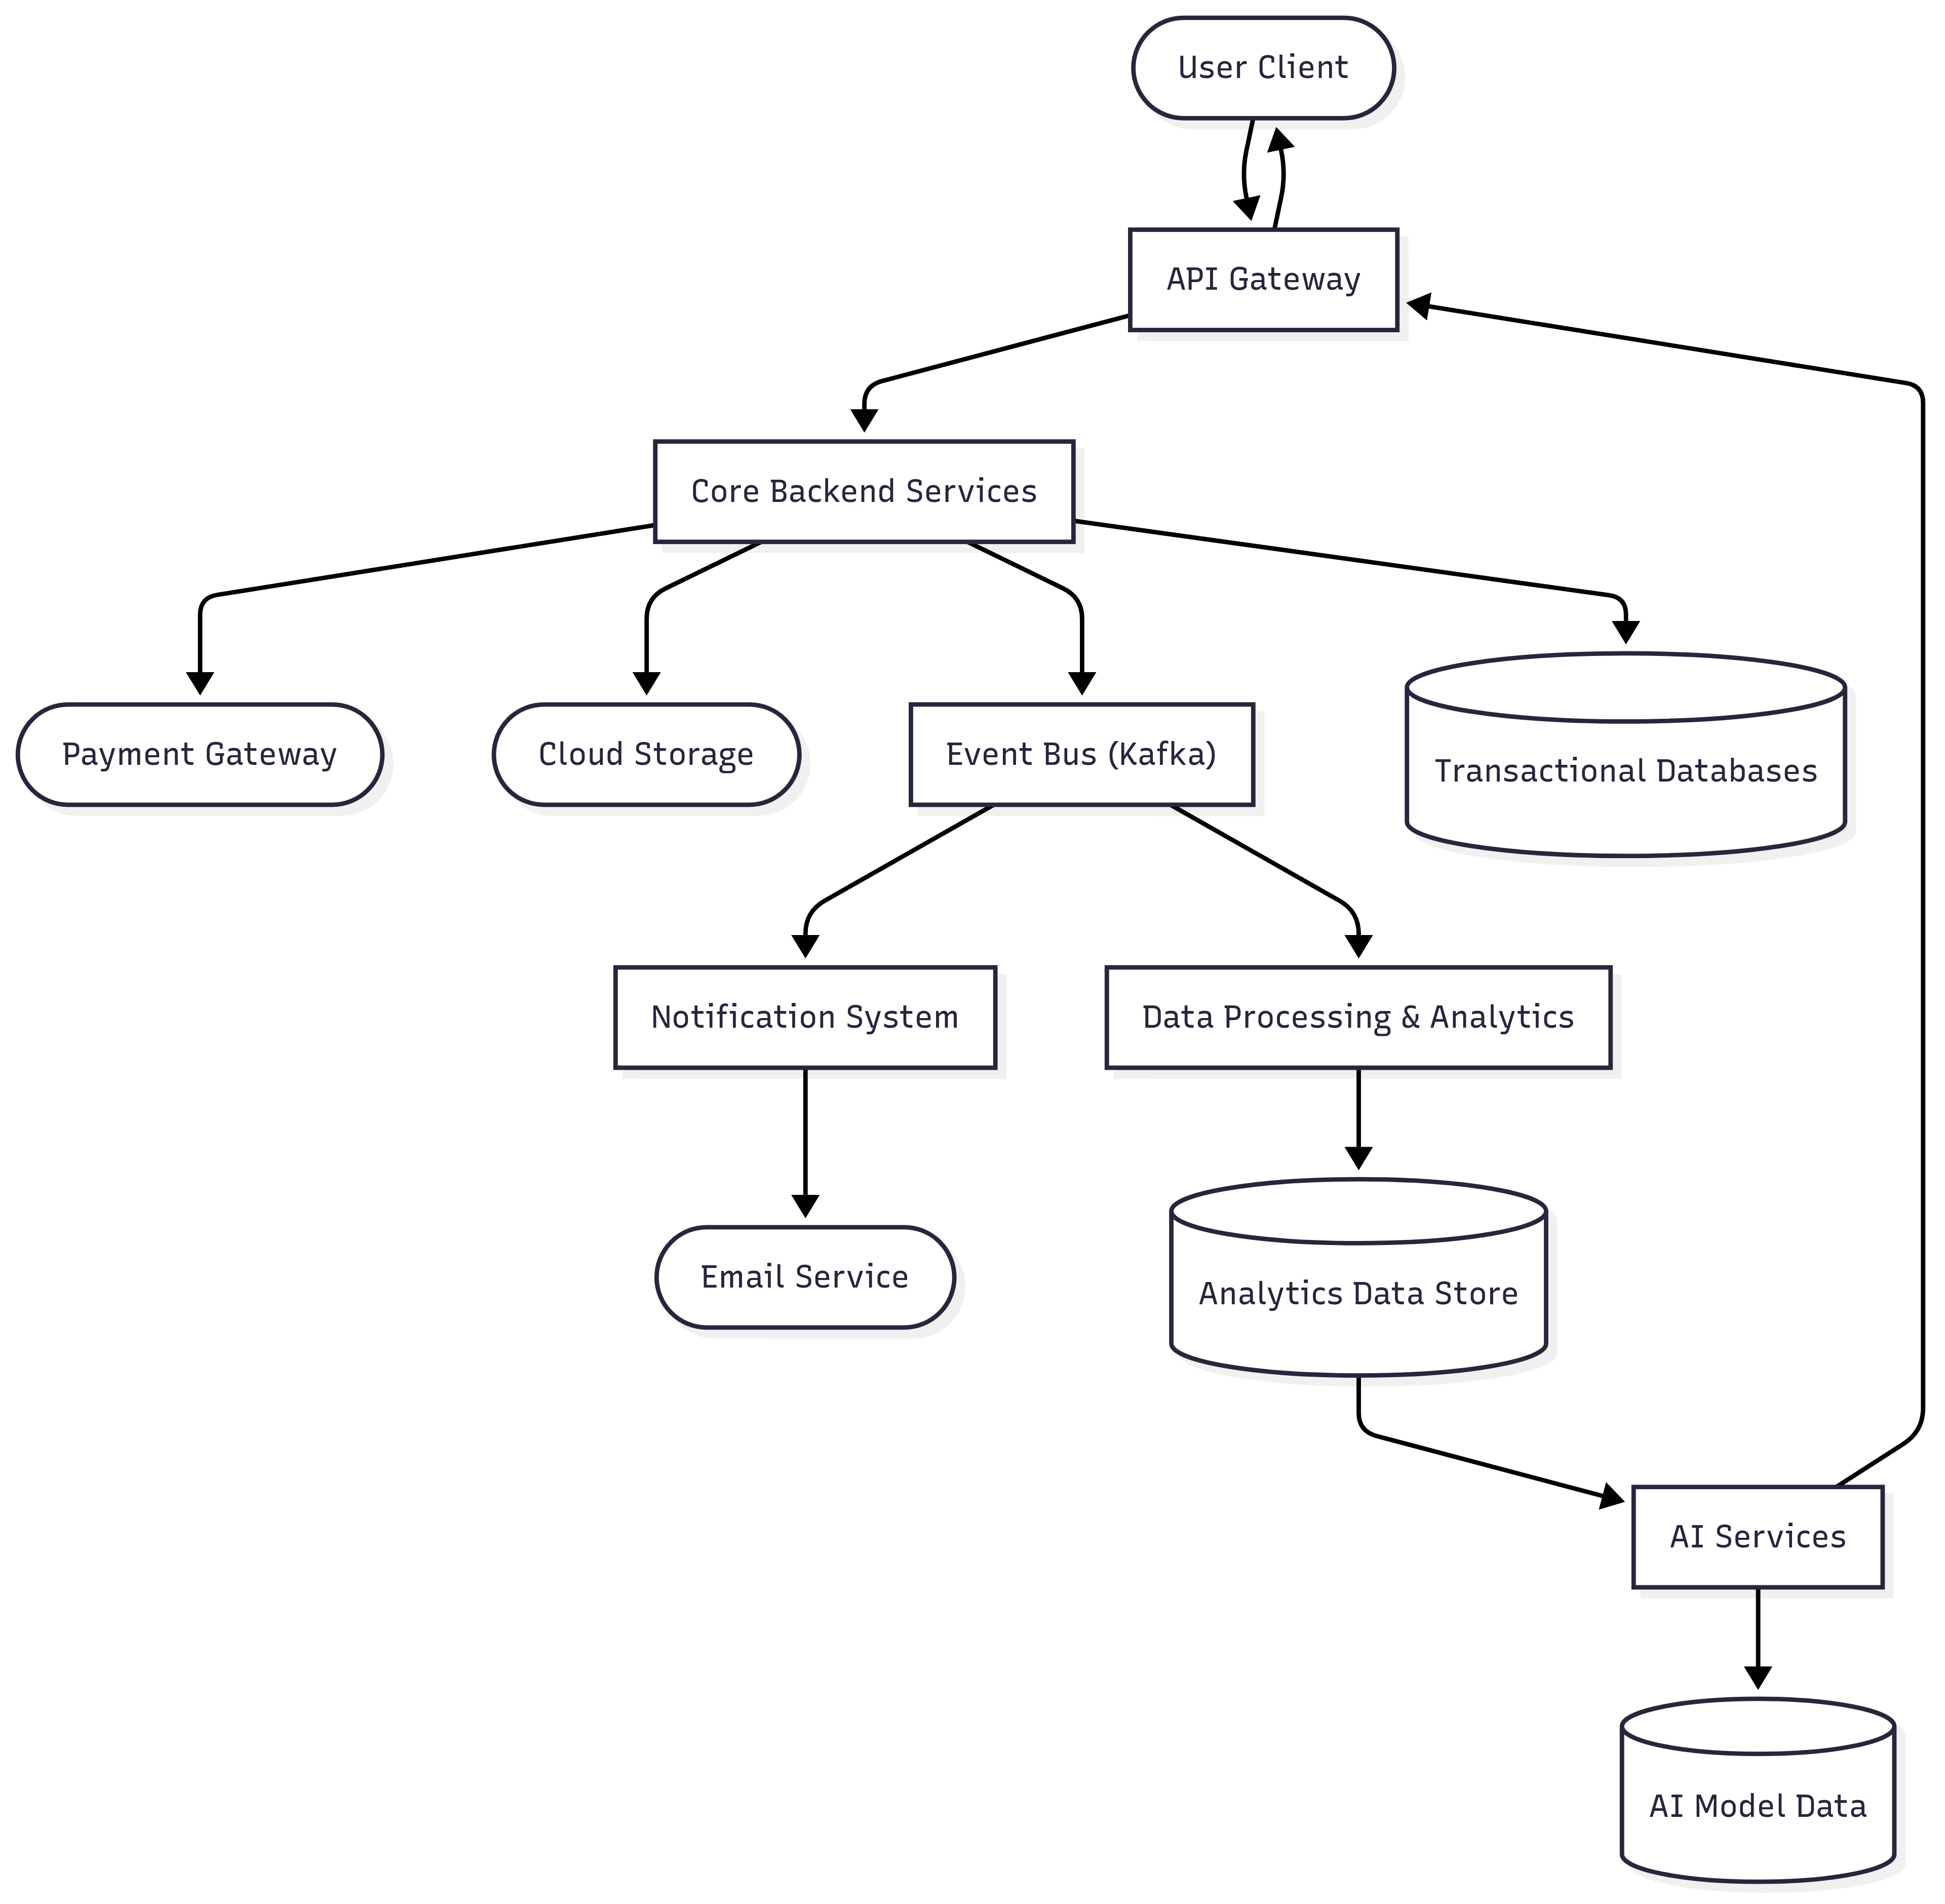 User Client
API Gateway
Core Backend Services
Payment Gateway
Cloud Storage
Event Bus (Kafka)
Transactional Databases
Notification System
Data Processing & Analytics
Email Service
Analytics Data Store
AI Services
AI Model Data